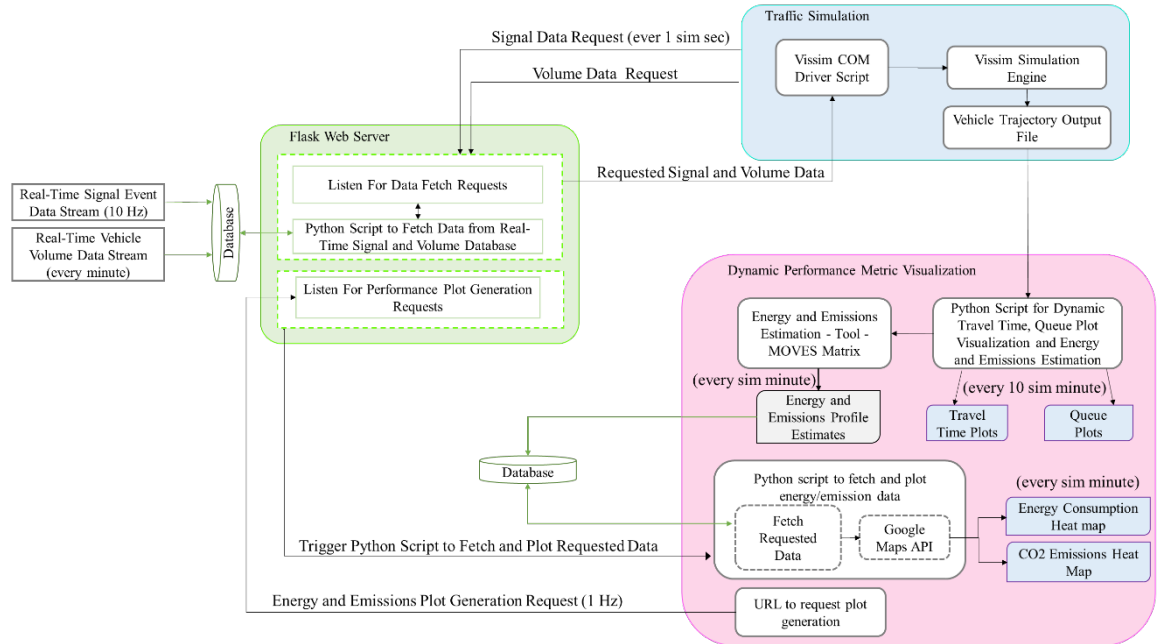 Traffic Simulation
Signal Data Request (ever 1 sim sec)
Vissim COM
Driver Script
Vissim Simulation
Engine
Volume Data Request
Vehicle Trajectory Output
File
Flask Web Server
Listen For Data Fetch Requests
Requested Signal and Volume Data
Real-Time Signal Event
Data Stream (10 Hz)
Database
Python Script to Fetch Data from Real-
Time Signal and Volume Database
Real-Time Vehicle
Volume Data Stream
(every minute)
Listen For Performance Plot Generation
Requests
Dynamic Performance Metric Visualization
Energy and Emissions
Estimation - Tool -
MOVES Matrix
Python Script for Dynamic
Travel Time, Queue Plot
Visualization and Energy
and Emissions Estimation
(every sim minute)
(every 10 sim minute)
Energy and
Emissions Profile
Estimates
Travel
Time Plots
Queue
Plots
Database
Python script to fetch and plot
energy/emission data
(every sim minute)
Fetch
Requested
Data
Google
Maps API
Energy Consumption
Heat map
CO2 Emissions Heat
Map
Trigger Python Script to Fetch and Plot Requested Data
Energy and Emissions Plot Generation Request (1 Hz)
URL to request plot
generation